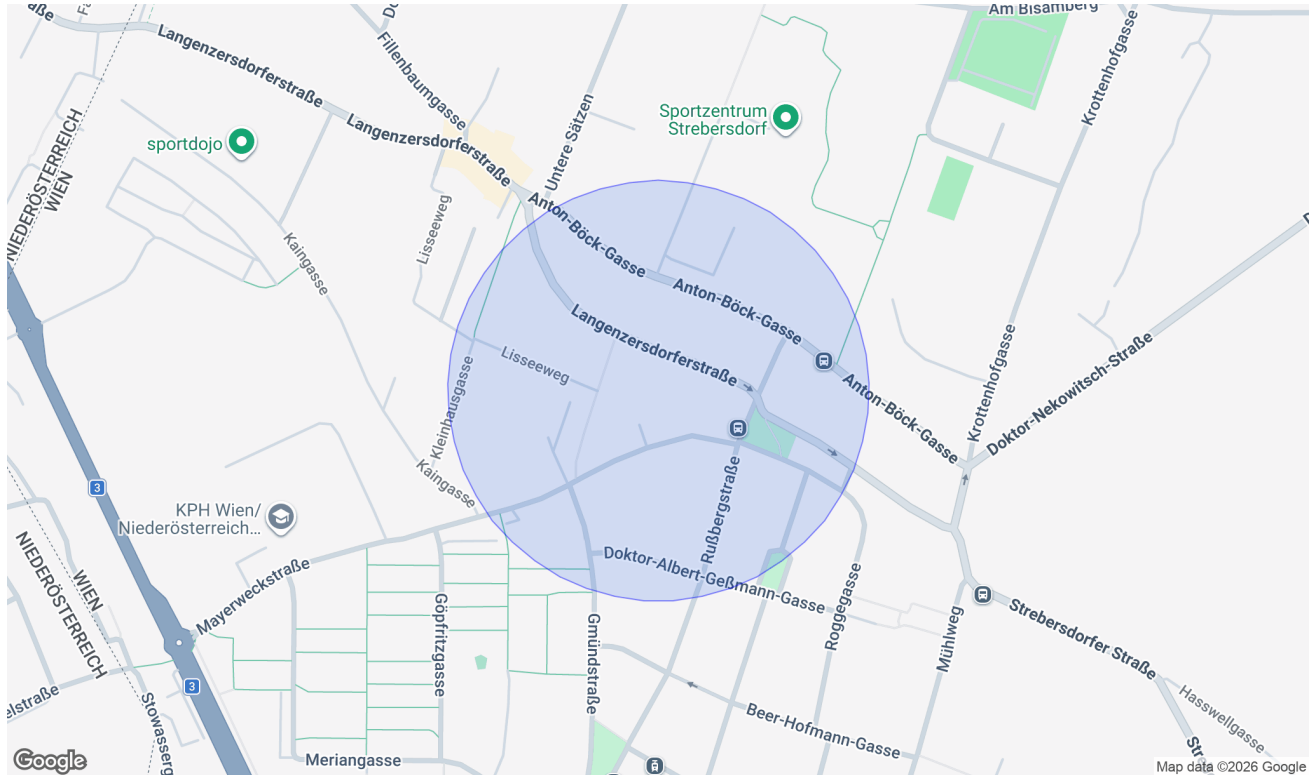 Am Bisamberg
Langenzersdorferstraße
Fillenbaumgasse
Krottenhofgasse
Sportzentrum
Strebersdorf
sportdojo
Langenzersdorferstraße
Untere Sätzen
NIEDERÖSTERREICH
WIEN
Anton-Böck-Gasse
Lisseeweg
Kaingasse
Anton-Böck-Gasse
Langenzersdorferstraße
Lisseeweg
Kleinhausgasse
Anton-Böck-Gasse
Krottenhofgasse
Doktor-Nekowitsch-Straße
Kaingasse
3
KPH Wien/
Niederösterreich...
Rußbergstraße
Doktor-Albert-Geßmann-Gasse
Mayerweckstraße
WIEN
NIEDERÖSTERREICH
Göpfritzgasse
Gmündstraße
Roggegasse
Mühlweg
Strebersdorfer Straße
3
Hasswellgasse
elstraße
Stowasserg
Beer-Hofmann-Gasse
Meriangasse
Stre
Google
Map data ©2026 Google